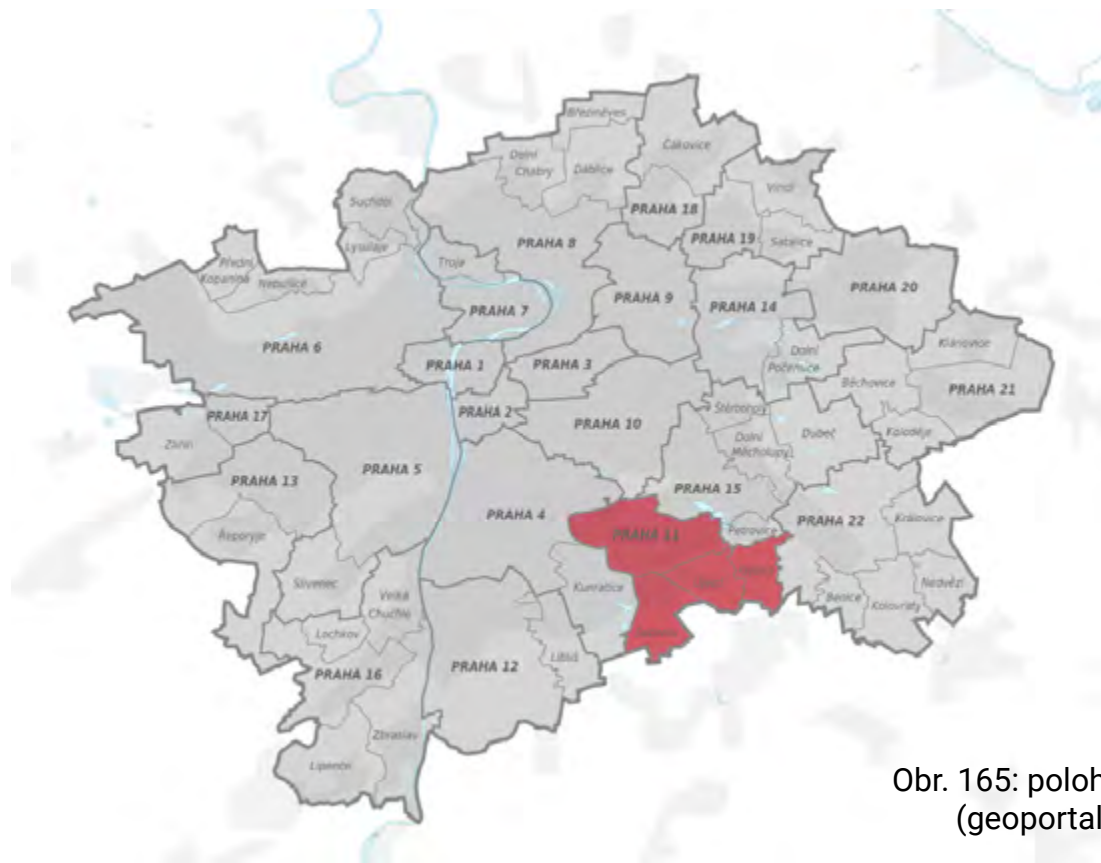 Březiněves
Čakovice
Dolní
Chabry
Ďáblice
Vinoř
Suchdol
PRAHA 18
Lysolaje
PRAHA 8
PRAHA 19
Satalice
Přední
Kopanina
Nebušice
Troja
PRAHA 20
PRAHA 7
PRAHA 9
PRAHA 14
PRAHA 6
Klánovice
PRAHA 1
PRAHA 3
Dolní
Počernice
Běchovice
PRAHA 21
PRAHA 17
PRAHA 2
Štěrboholy
PRAHA 10
Koloděje
Zličín
Dolní
Měcholupy
Dubeč
PRAHA 5
PRAHA 13
PRAHA 15
PRAHA 4
PRAHA 22
Královice
Petrovice
PRAHA 11
Řeporyje
Slivenec
Kunratice
Nedvězí
Velká
Chuchle
Benice
Kolovraty
Lochkov
Libuš
PRAHA 12
PRAHA 16
Zbraslav
Lipence
Obr. 165: poloh
(geoportal